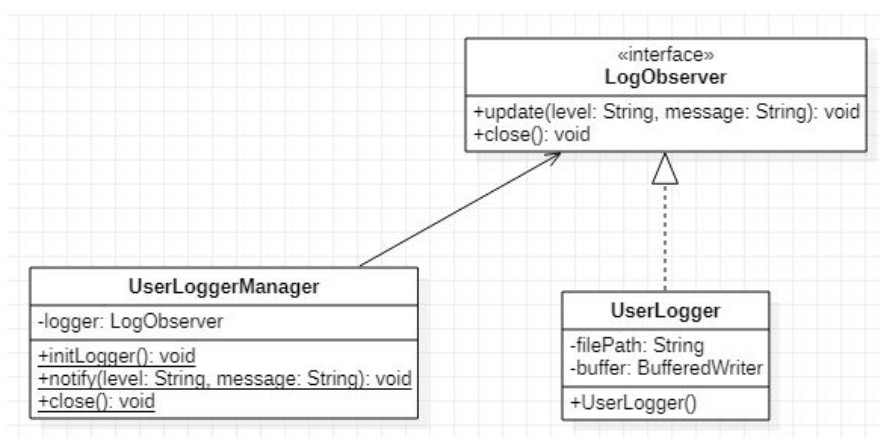 «interface»
LogObserver
+update(level: String, message: String): void
+close(): void
UserLoggerManager
-logger: LogObserver
+initLogger(): void
+notify(level: String, message: String): void
+close(): void
UserLogger
-filePath: String
-buffer: BufferedWriter
+UserLogger()